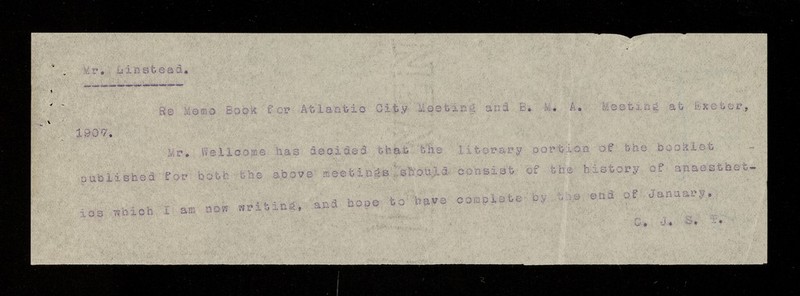 Mr. Linstead.
Re Memo Book for Atlantic City Meeting and B. M. A. Meeting at Exeter,
1907.
Mr. Wellcome has decided that the literary portion of the booklet
published for both the above meetings should consist of the history of anaesthet-
ics which I am now writing, and hope to have complete by the end of January.
C. J. S. T.